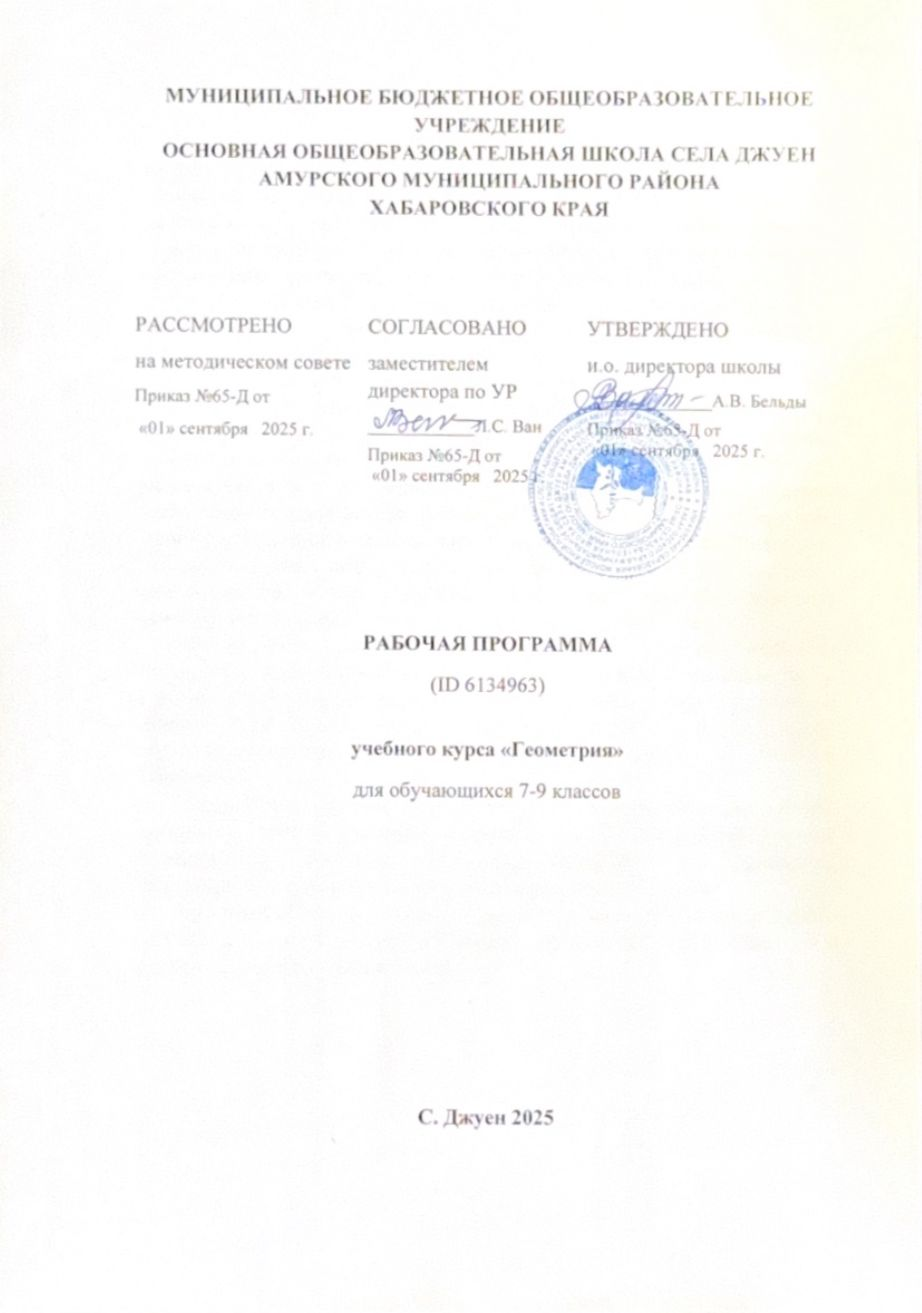 МУНИЦИПАЛЬНОЕ БЮДЖЕТНОЕ ОБЩЕОБРАЗОВАТЕЛЬНОЕ
УЧРЕЖДЕНИЕ
ОСНОВНАЯ ОБЩЕОБРАЗОВАТЕЛЬНАЯ ШКОЛА СЕЛА ДЖУЕН
АМУРСКОГО МУНИЦИПАЛЬНОГО РАЙОНА
ХАБАРОВСКОГО КРАЯ
РАССМОТРЕНО
на методическом совете
Приказ №65-Д от
«01» сентября 2025 г.
СОГЛАСОВАНО
заместителем
директора по УР
Л.С. Ван
Приказ №65-Д от
«01» сентября 2025 г.
УТВЕРЖДЕНО
и.о. директора школы
А.В. Бельды
Приказ №65-Д от
«01» сентября 2025 г.
РАБОЧАЯ ПРОГРАММА
(ID 6134963)
учебного курса «Геометрия»
для обучающихся 7-9 классов
С. Джуен 2025